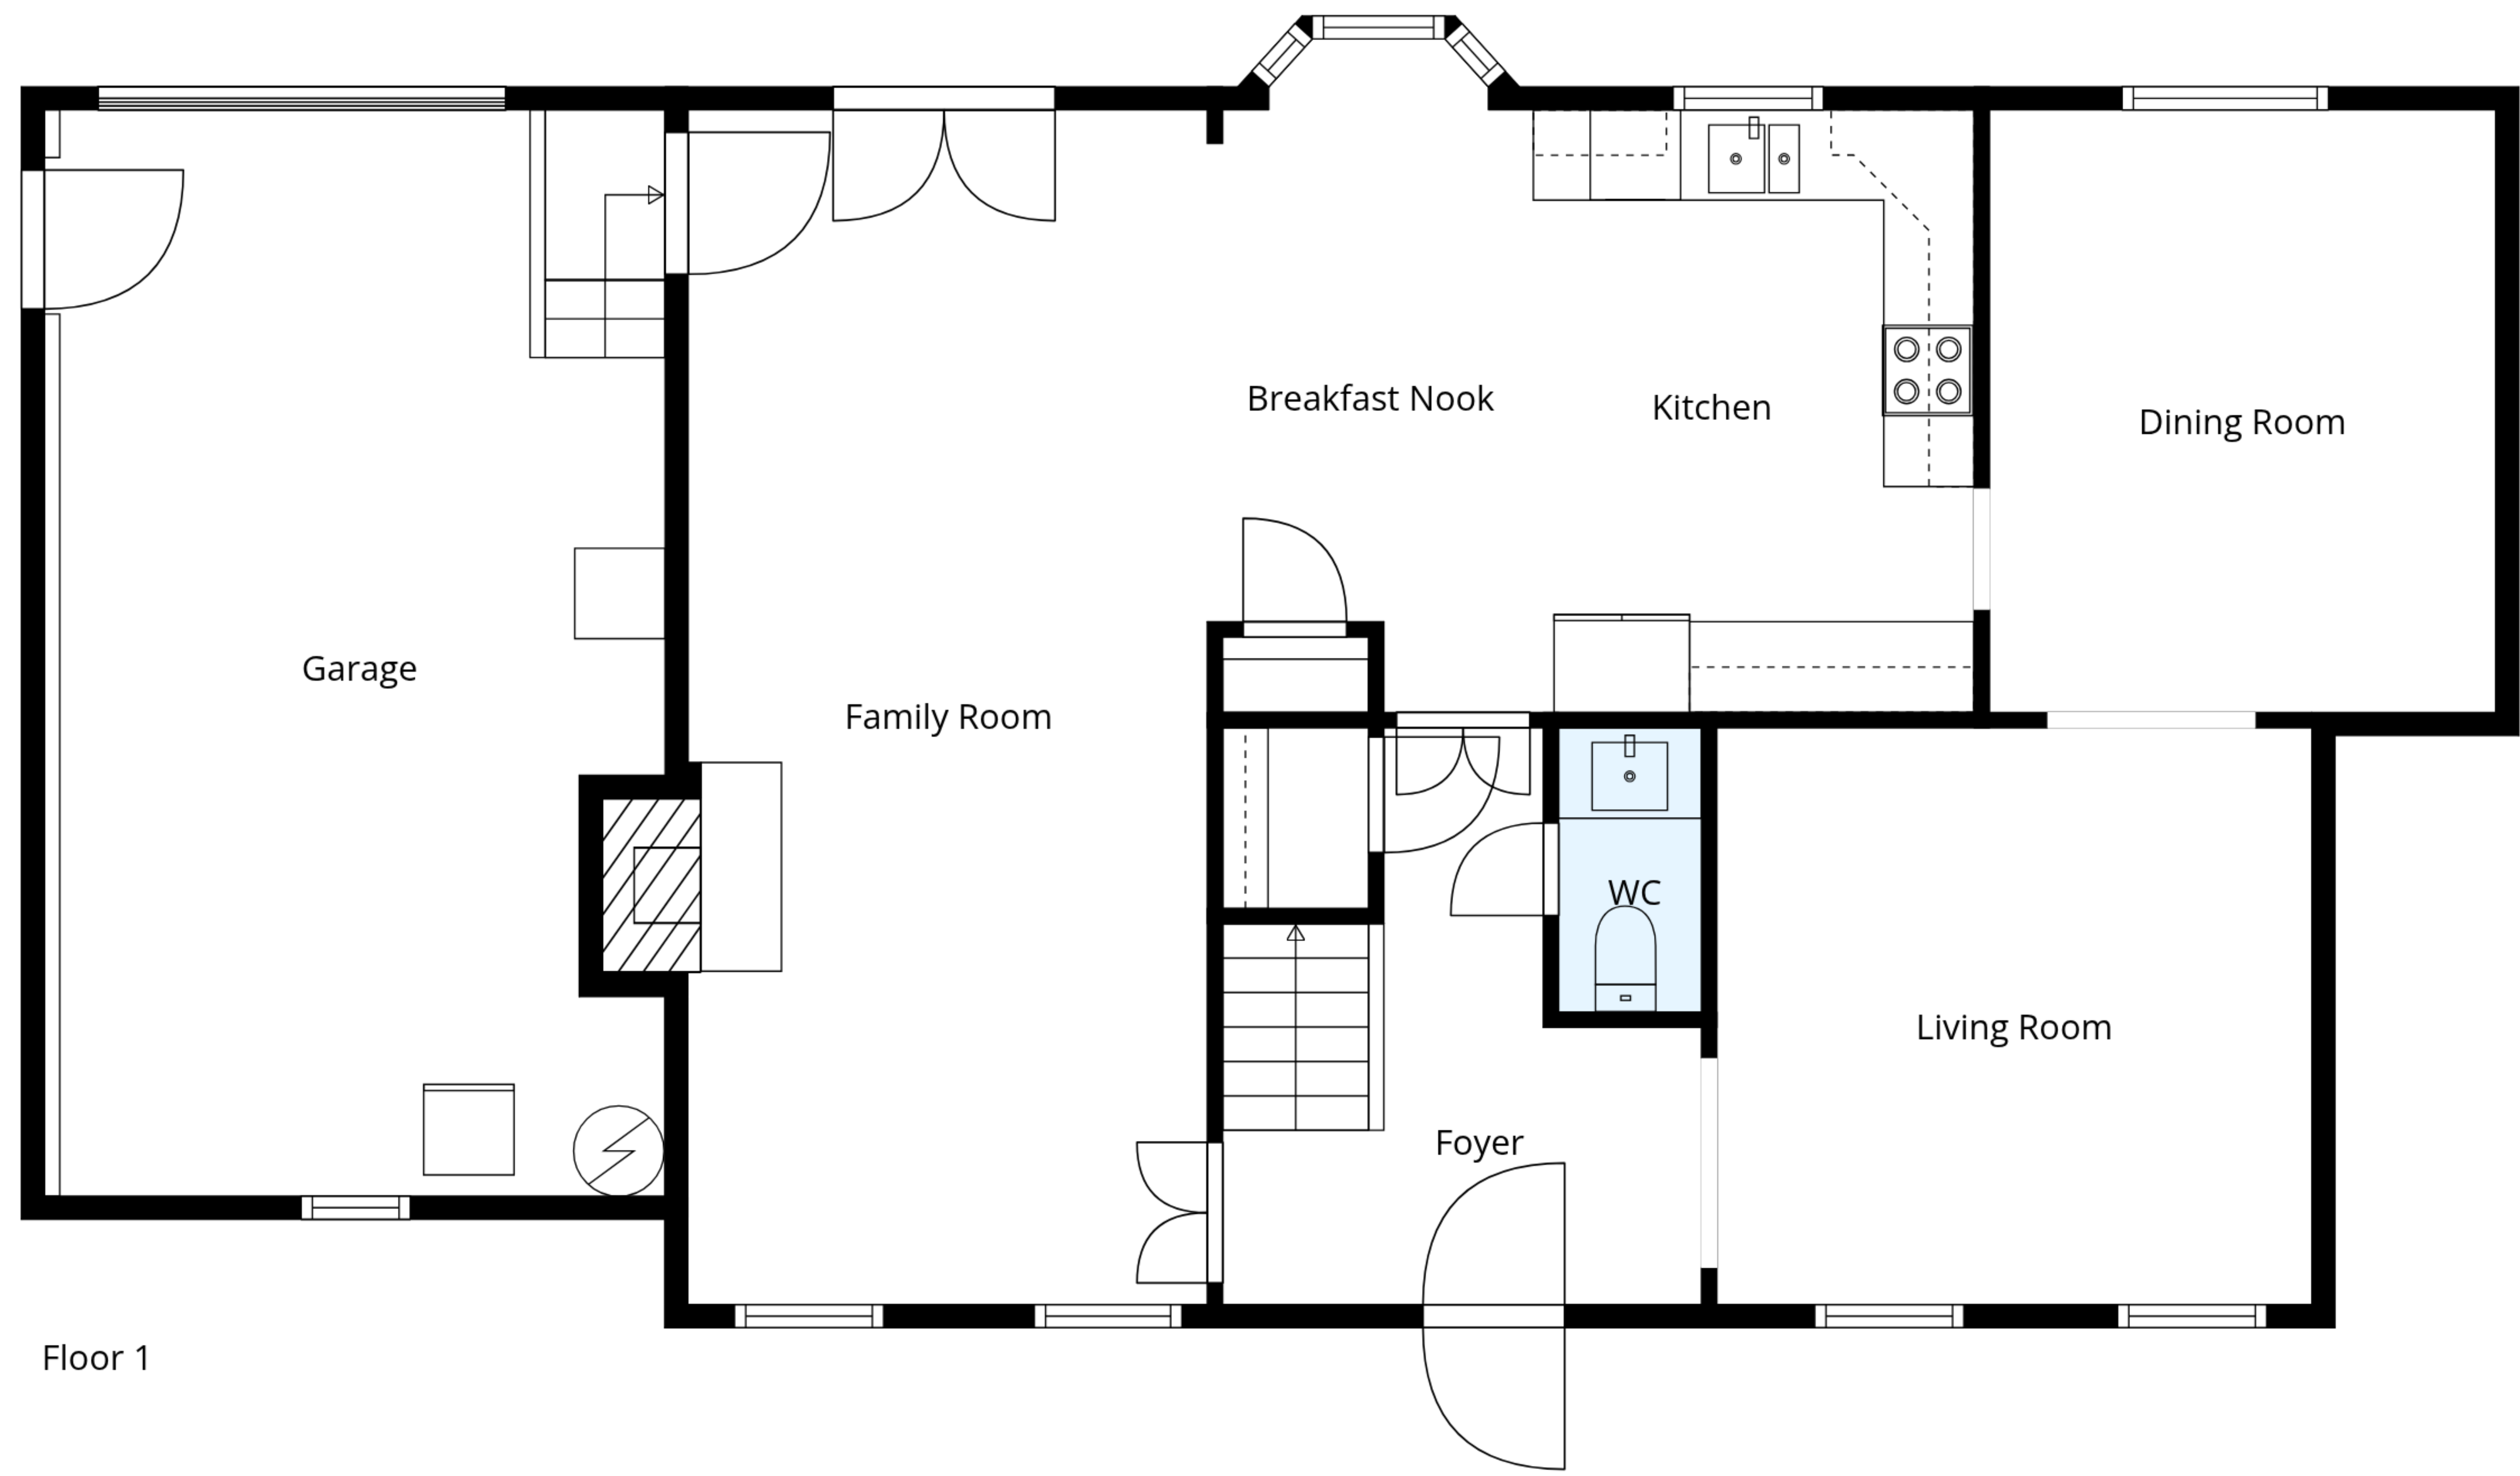 Breakfast Nook
Kitchen
Dining Room
Garage
Family Room
WC
Living Room
Foyer
Floor 1